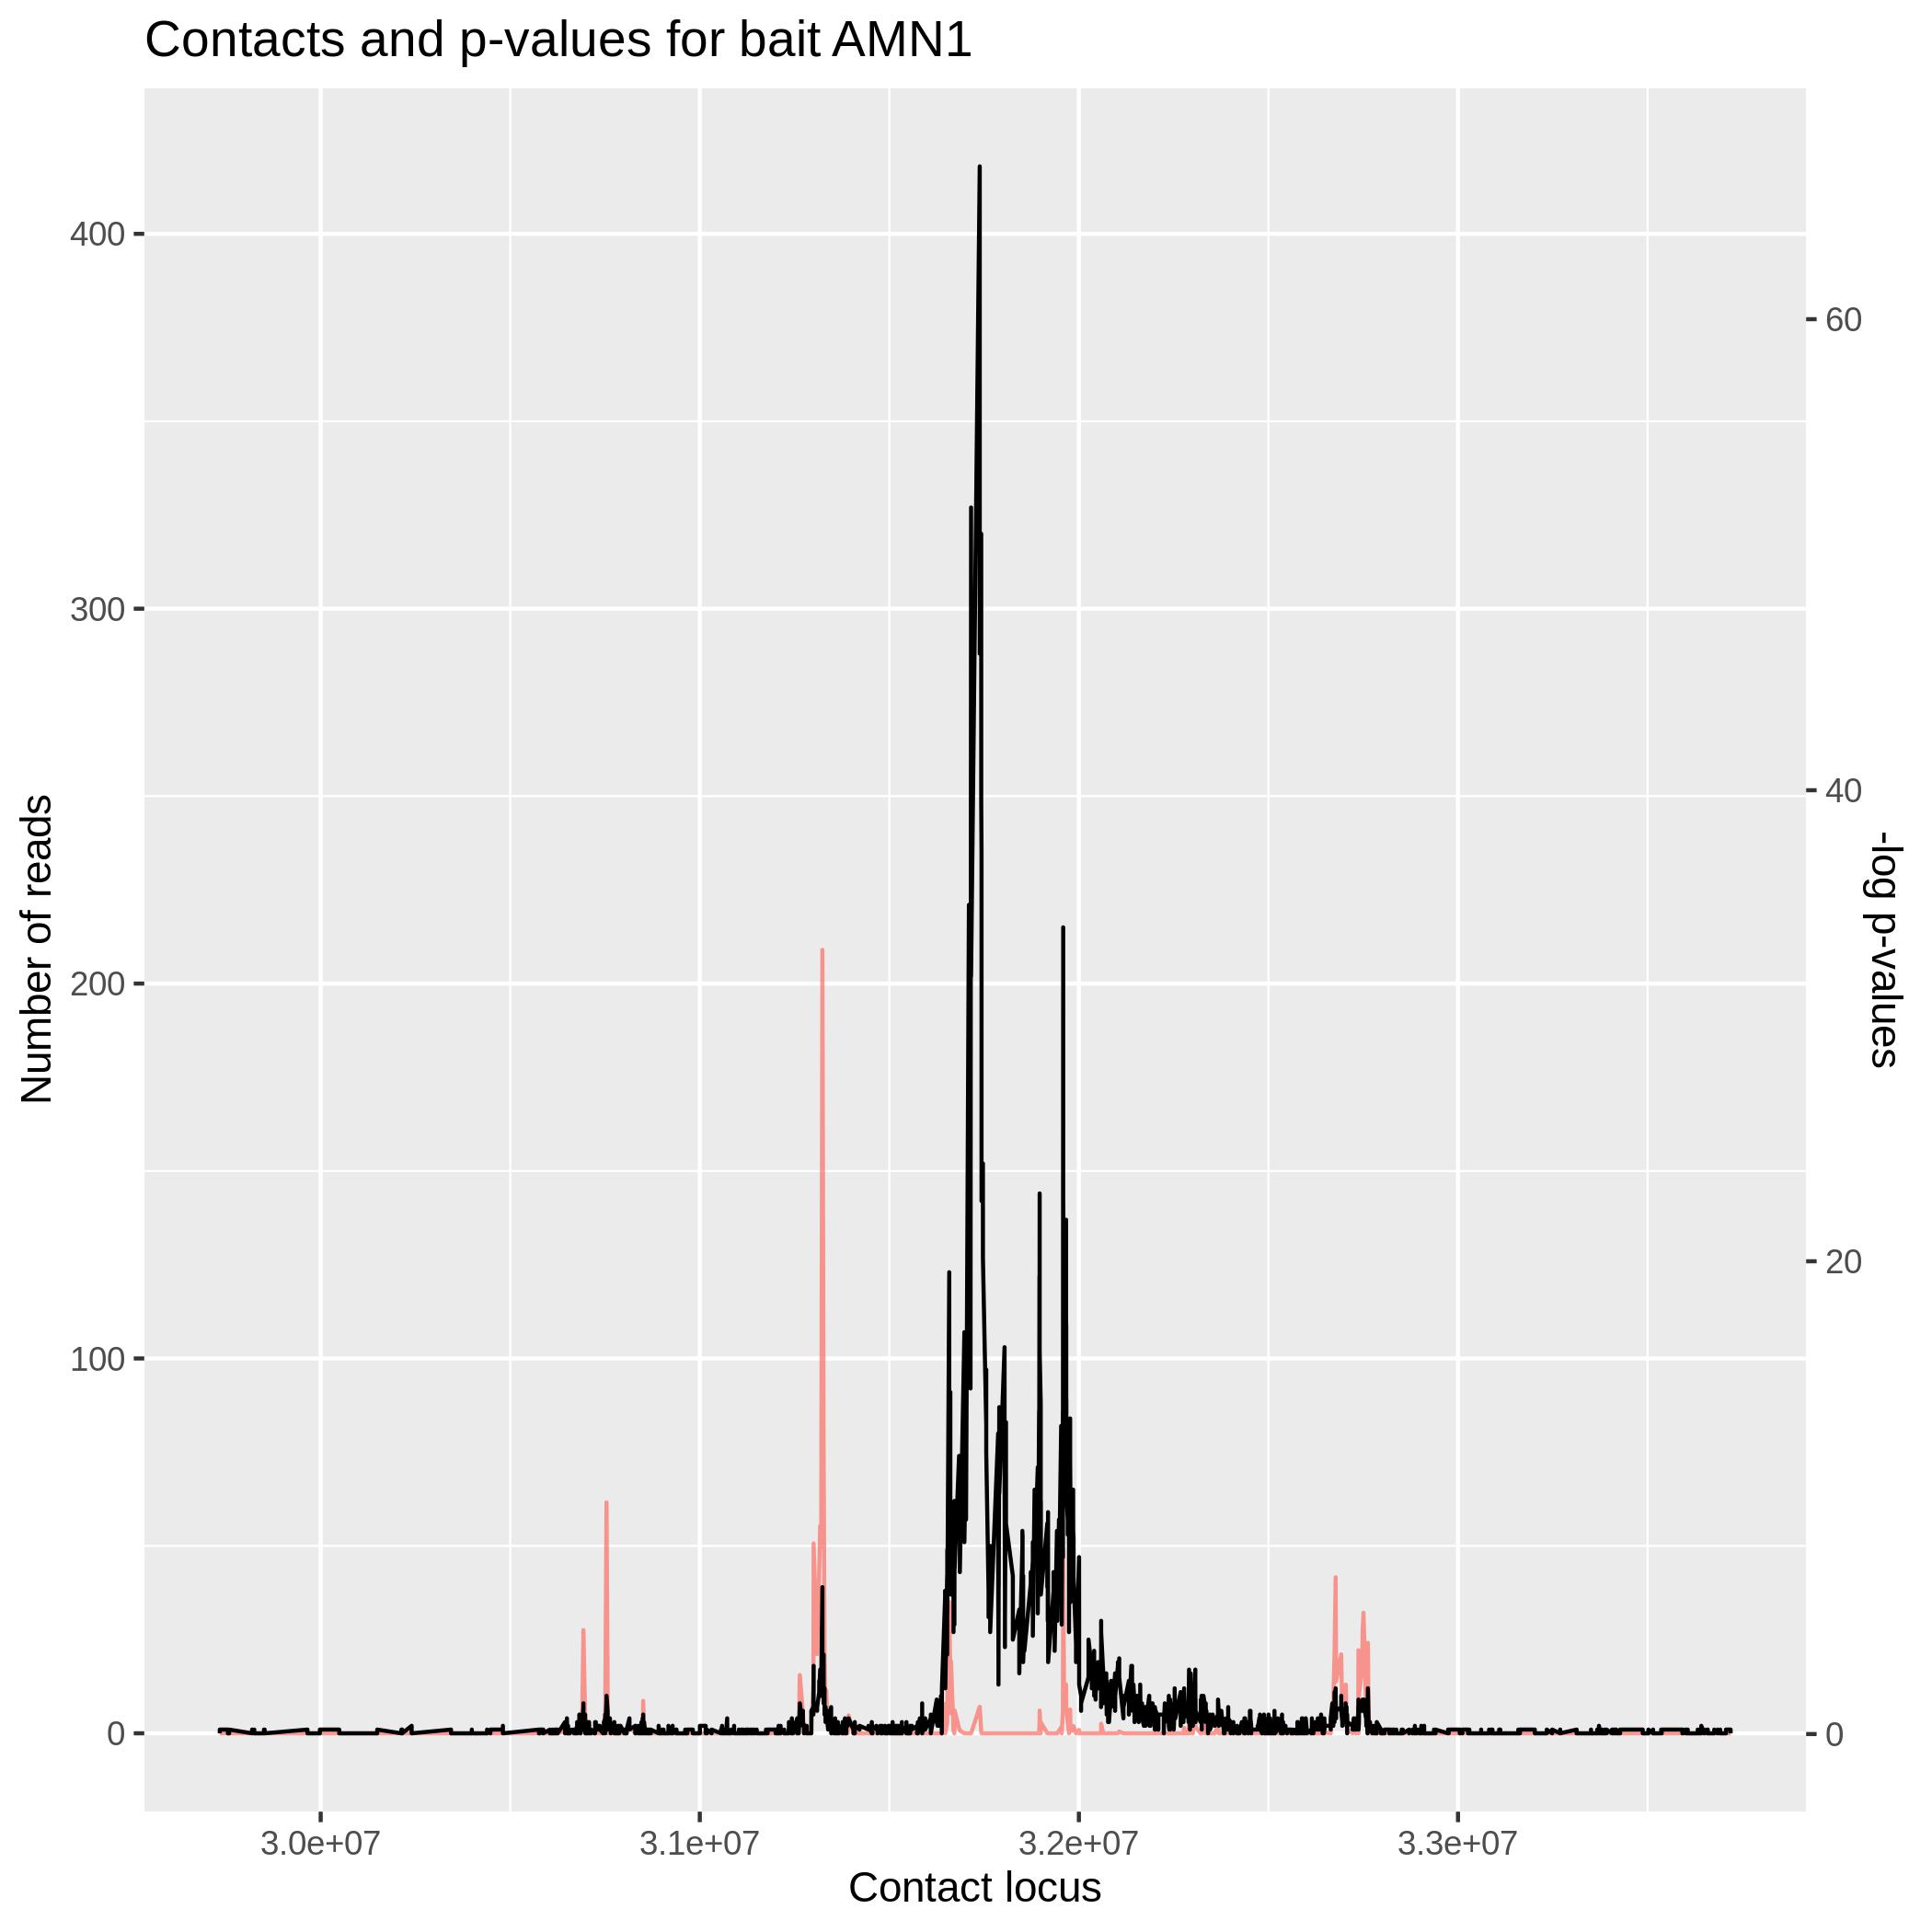 Contacts and p-values for bait AMN1
400
300
200
100
0
Number of reads
60
40
20
0
-log p-values
3.0e+07
3.1e+07
3.2e+07
3.3e+07
Contact locus